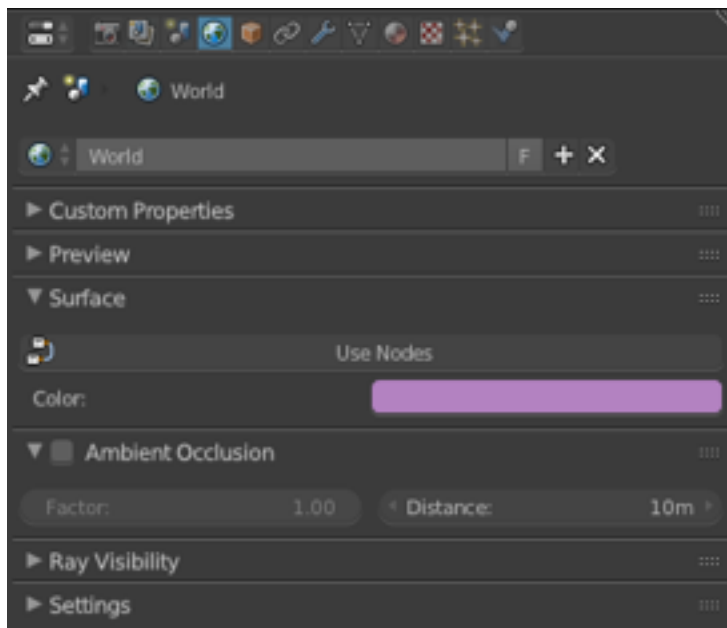 World
World F
Custom Properties
Preview
Surface
Use Nodes
Color:
Ambient Occlusion
Factor: 1.00 Distance: 10m
Ray Visibility
Settings